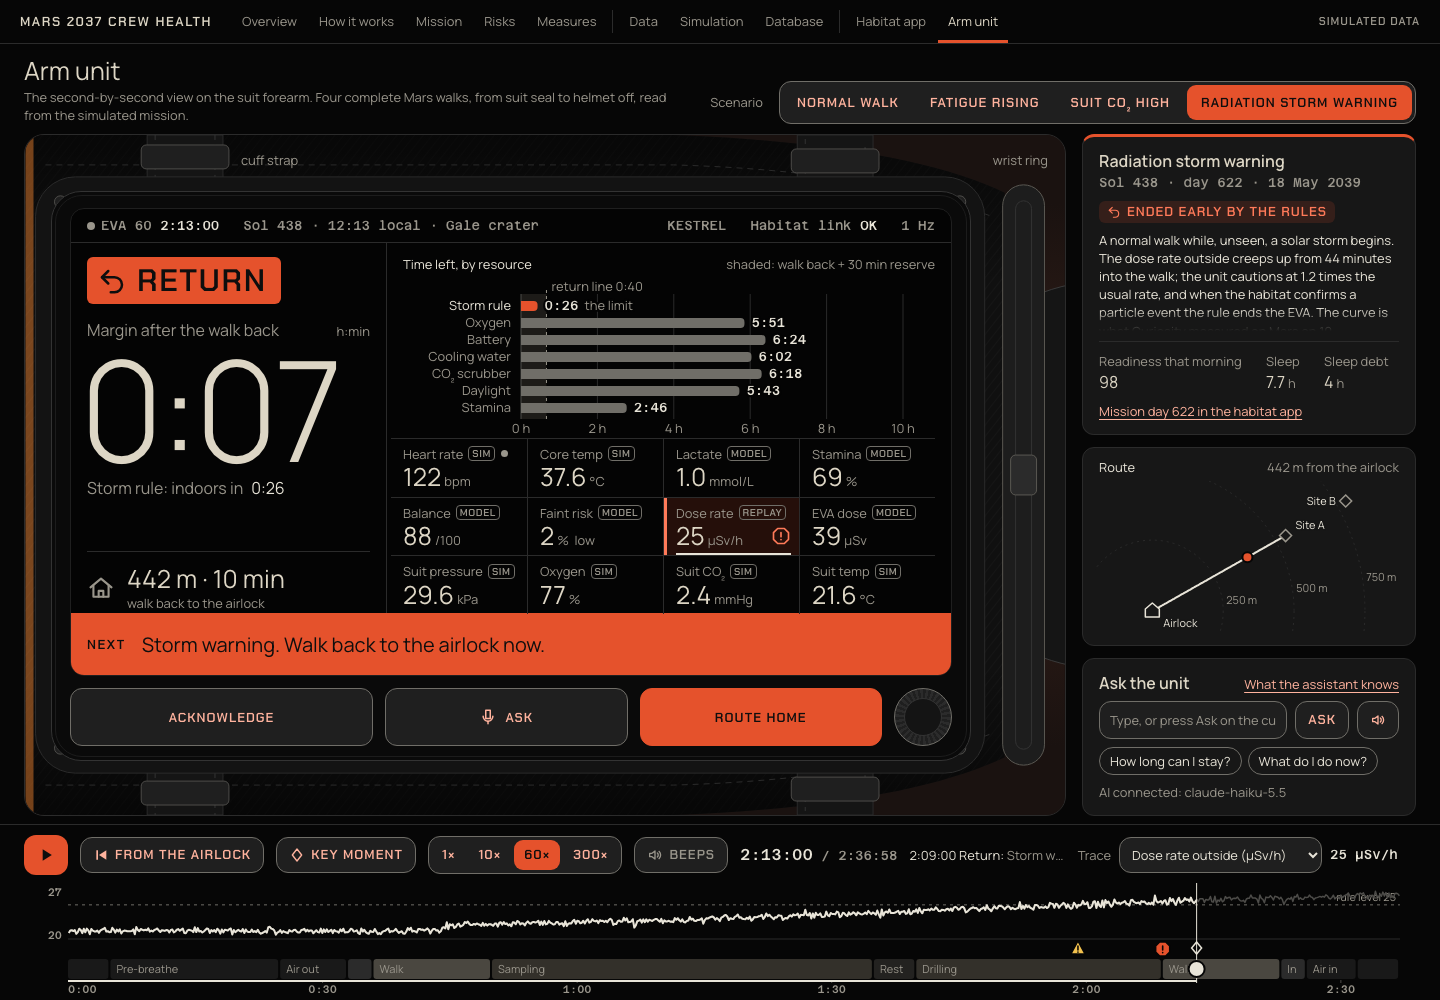 MARS 2037 CREW HEALTH
Overview
How it works
Mission
Risks
Measures
Data
Simulation
Database
Habitat app
Arm unit
SIMULATED DATA
Arm unit
The second-by-second view on the suit forearm. Four complete Mars walks, from suit seal to helmet off, read
from the simulated mission.
Scenario
NORMAL WALK
FATIGUE RISING
SUIT CO₂ HIGH
RADIATION STORM WARNING
cuff strap
wrist ring
EVA 60 2:13:00 Sol 438 · 12:13 local · Gale crater
KESTREL Habitat link OK 1 Hz
RETURN
Margin after the walk back h:min
0:07
Storm rule: indoors in 0:26
442 m · 10 min
walk back to the airlock
Time left, by resource
shaded: walk back + 30 min reserve
return line 0:40
Storm rule 0:26 the limit
Oxygen 5:51
Battery 6:24
Cooling water 6:02
CO₂ scrubber 6:18
Daylight 5:43
Stamina 2:46
0 h 2 h 4 h 6 h 8 h 10 h
Heart rate SIM
122 bpm
Core temp SIM
37.6 °C
Lactate MODEL
1.0 mmol/L
Stamina MODEL
69 %
Balance MODEL
88 /100
Faint risk MODEL
2 % low
Dose rate REPLAY
25 µSv/h
EVA dose MODEL
39 µSv
Suit pressure SIM
29.6 kPa
Oxygen SIM
77 %
Suit CO₂ SIM
2.4 mmHg
Suit temp SIM
21.6 °C
NEXT Storm warning. Walk back to the airlock now.
ACKNOWLEDGE
ASK
ROUTE HOME
Radiation storm warning
Sol 438 · day 622 · 18 May 2039
ENDED EARLY BY THE RULES
A normal walk while, unseen, a solar storm begins.
The dose rate outside creeps up from 44 minutes
into the walk; the unit cautions at 1.2 times the
usual rate, and when the habitat confirms a
particle event the rule ends the EVA. The curve is
Readiness that morning
98
Sleep
7.7 h
Sleep debt
4 h
Mission day 622 in the habitat app
Route
442 m from the airlock
Site B
Site A
750 m
500 m
250 m
Airlock
Ask the unit
What the assistant knows
Type, or press Ask on the cu
ASK
How long can I stay?
What do I do now?
AI connected: claude-haiku-5.5
FROM THE AIRLOCK
KEY MOMENT
1×
10×
60×
300×
BEEPS
2:13:00 / 2:36:58
2:09:00 Return: Storm w…
Trace
Dose rate outside (µSv/h)
25 µSv/h
27
rule level 25
20
Pre-breathe
Air out
Walk
Sampling
Rest
Drilling
Wal
In
Air in
0:00
0:30
1:00
1:30
2:00
2:30